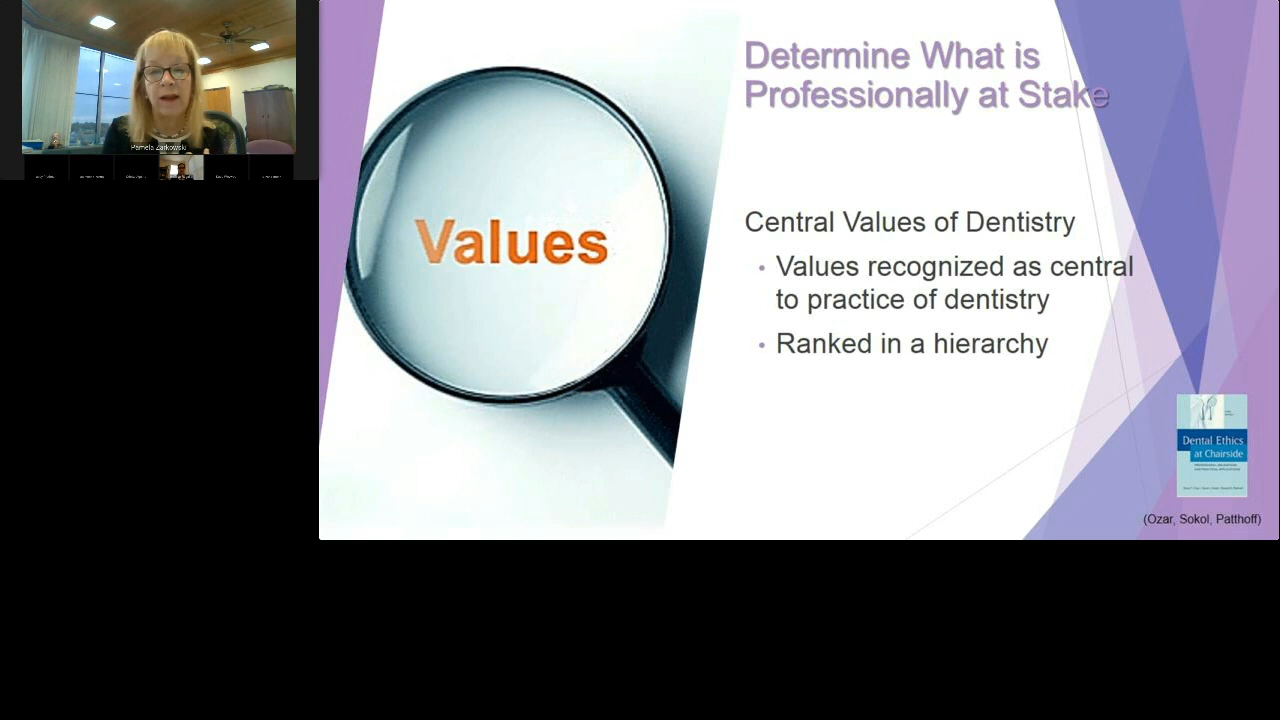 Pamela Zarkowski
Determine What is
Professionally at Stake
Values
Central Values of Dentistry
• Values recognized as central
to practice of dentistry
• Ranked in a hierarchy
Dental Ethics
at Chairside
(Ozar, Sokol, Patthoff)